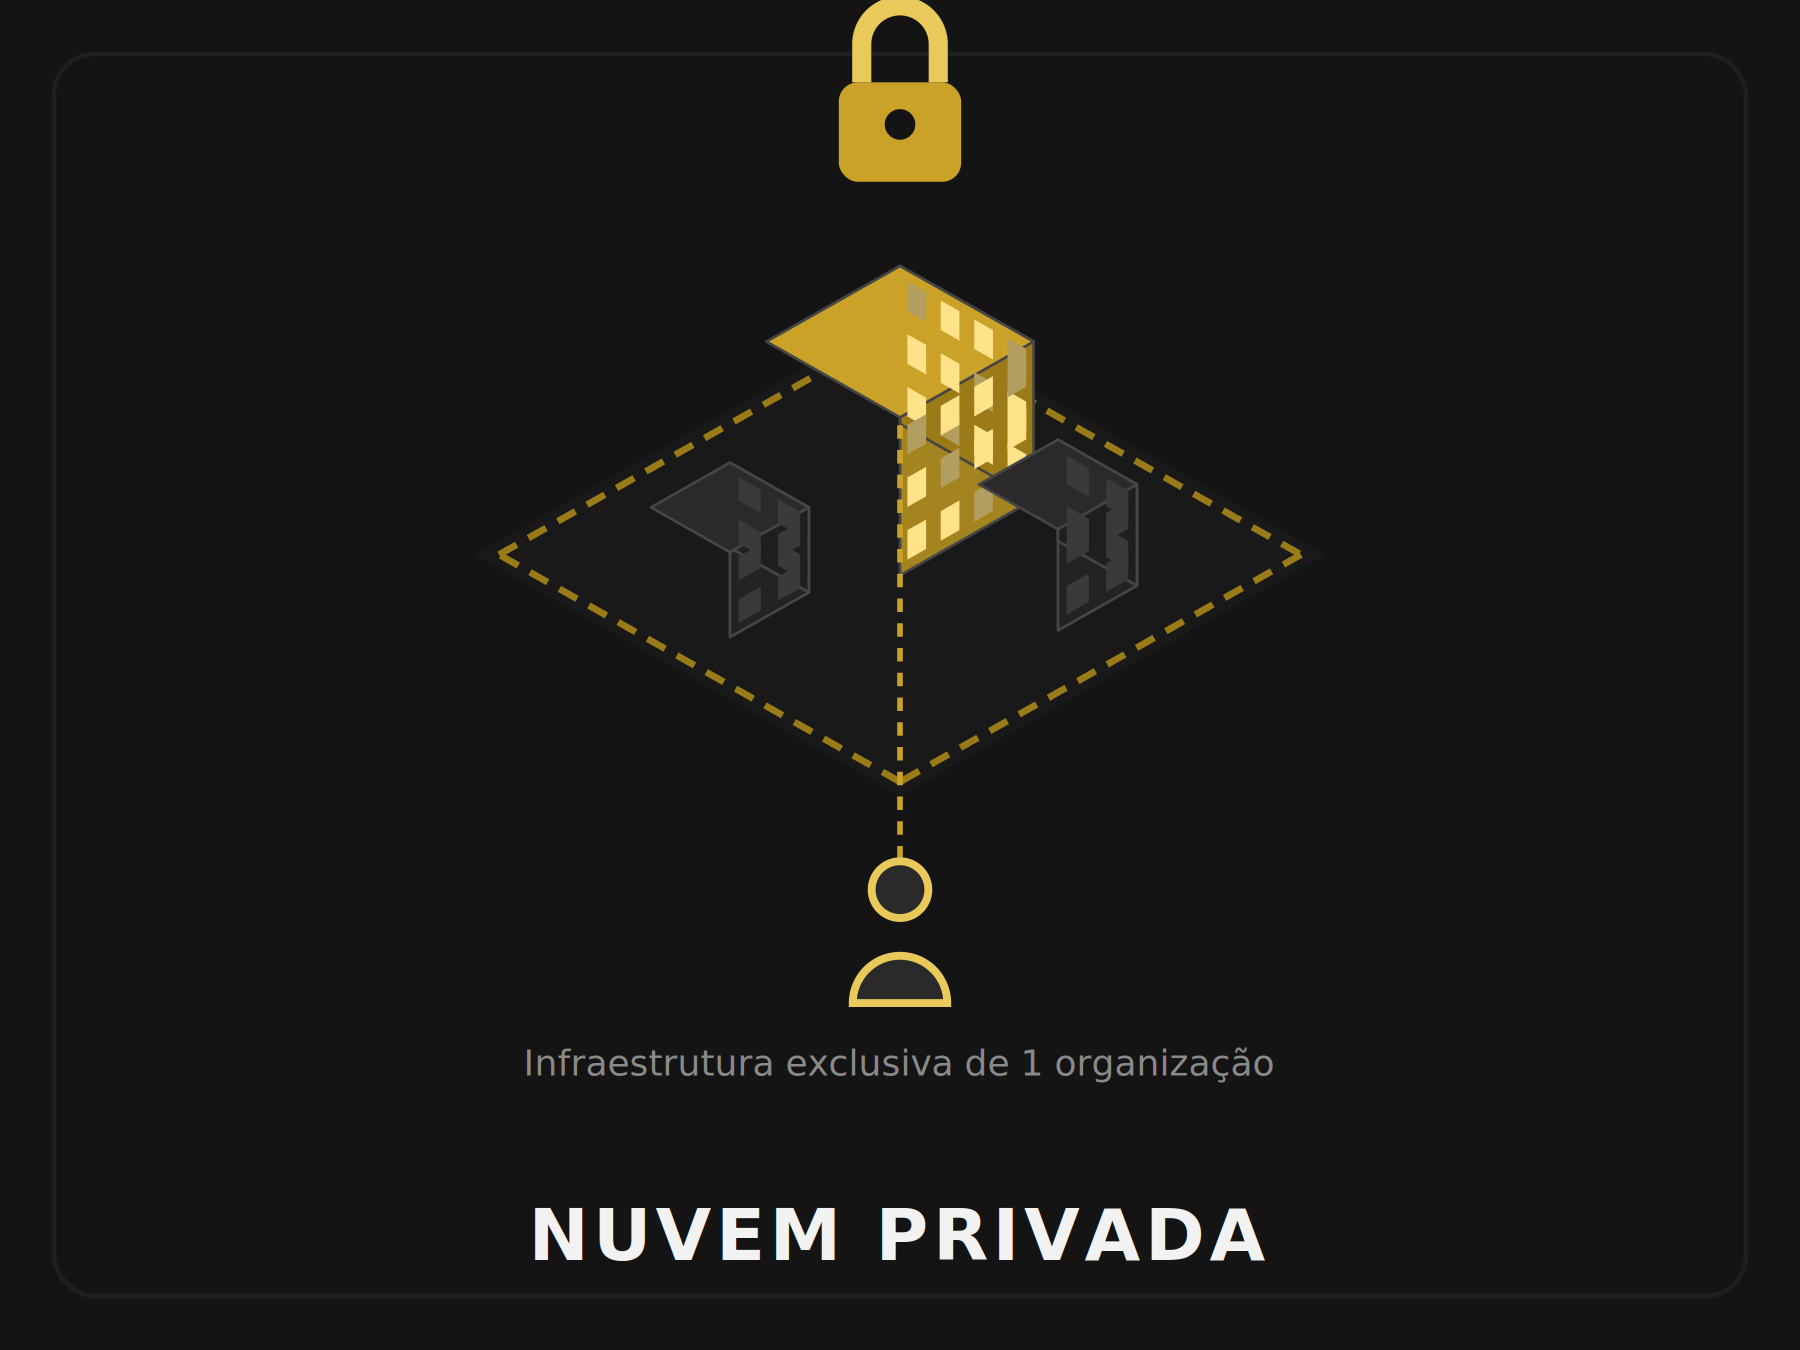 Infraestrutura exclusiva de 1 organização
NUVEM PRIVADA